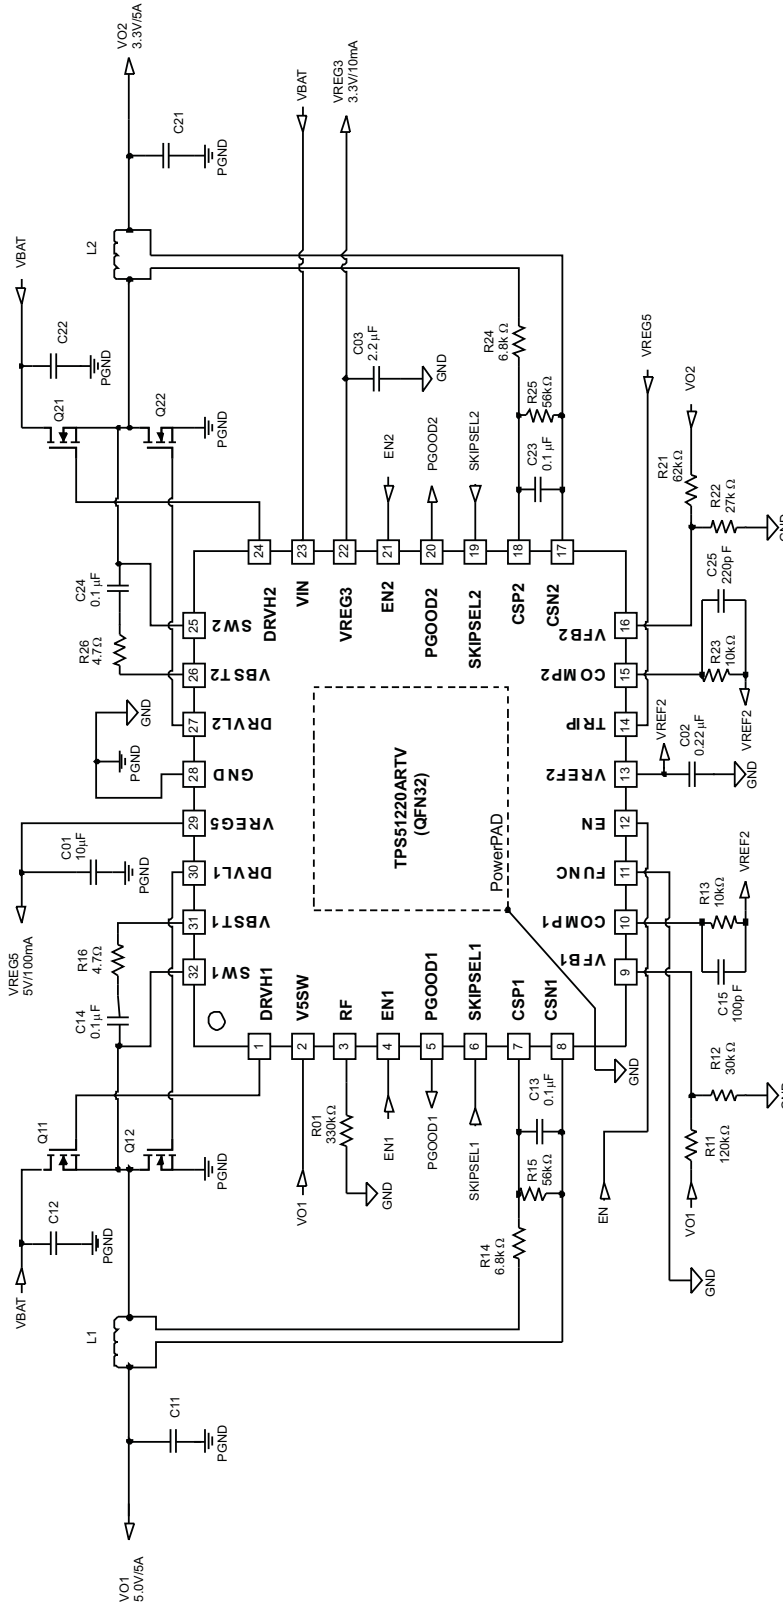 VO1
5.0V/5A
C11
PGND
L1
VBAT
C12
PGND
Q11
Q12
PGND
C14
0.1µF
R16
4.7Ω
VREG5
5V/100mA
C01
10µF
PGND
PGND
GND
R26
4.7Ω
C24
0.1µF
Q21
Q22
PGND
C22
PGND
VBAT
L2
C21
PGND
VO2
3.3V/5A
VBAT
VREG3
3.3V/10mA
32
SW1
31
VBST1
30
DRVL1
29
VREG5
28
GND
27
DRVL2
26
VBST2
25
SW2
1
DRVH1
2
V5SW
3
RF
4
EN1
5
PGOOD1
6
SKIPSEL1
7
CSP1
8
CSN1
VO1
R01
330kΩ
GND
EN1
PGOOD1
SKIPSEL1
R14
6.8kΩ
R15
56kΩ
C13
0.1µF
TPS51220ARTV
(QFN32)
PowerPAD
GND
24
DRVH2
23
VIN
22
VREG3
21
EN2
20
PGOOD2
19
SKIPSEL2
18
CSP2
17
CSN2
C03
2.2µF
GND
EN2
PGOOD2
SKIPSEL2
C23
0.1µF
R25
56kΩ
R24
6.8kΩ
9
VFB1
10
COMP1
11
FUNC
12
EN
13
VREF2
14
TRIP
15
COMP2
16
VFB2
EN
VREG5
VO1
R11
120kΩ
R12
30kΩ
GND
GND
C15
100pF
R13
10kΩ
VREF2
VREF2
C02
0.22µF
GND
R23
10kΩ
C25
220pF
VREF2
R21
62kΩ
R22
27kΩ
GND
VO2